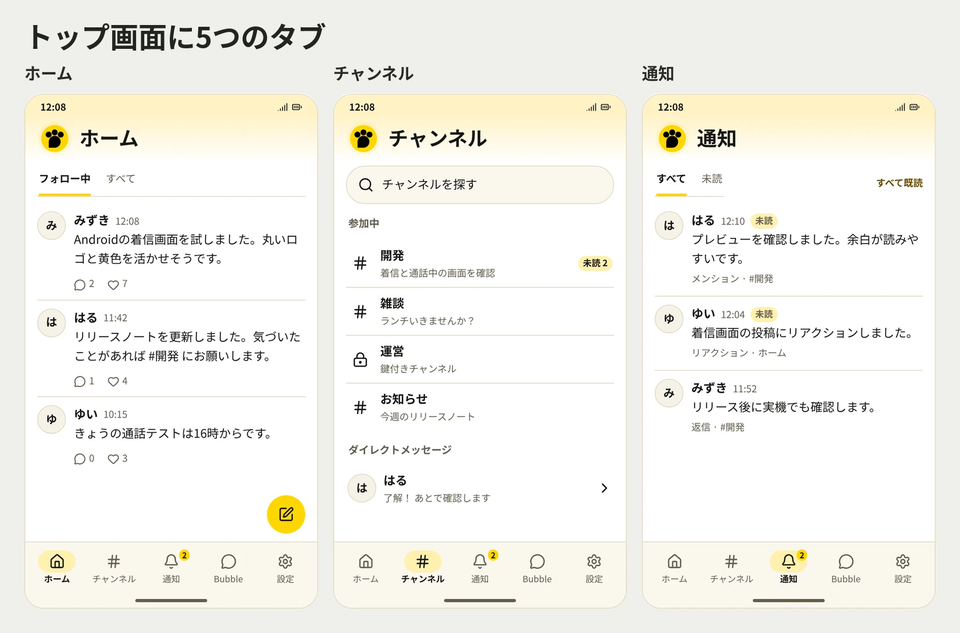 トップ画面に5つのタブ
ホーム
12:08
ホーム
フォロー中 すべて
み
みずき 12:08
Androidの着信画面を試しました。丸いロ
ゴと黄色を活かせそうです。
2 7
は
はる 11:42
リリースノートを更新しました。気づいた
ことがあれば #開発 にお願いします。
1 4
ゆ
ゆい 10:15
きょうの通話テストは16時からです。
0 3
2
ホーム チャンネル 通知 Bubble 設定
チャンネル
12:08
チャンネル
チャンネルを探す
参加中
# 開発
着信と通話中の画面を確認
未読 2
# 雑談
ランチいきませんか？
運営
鍵付きチャンネル
# お知らせ
今週のリリースノート
ダイレクトメッセージ
は
はる
了解！ あとで確認します
2
ホーム チャンネル 通知 Bubble 設定
通知
12:08
通知
すべて 未読 すべて既読
は
はる 12:10 未読
プレビューを確認しました。余白が読みや
すいです。
メンション · #開発
ゆ
ゆい 12:04 未読
着信画面の投稿にリアクションしました。
リアクション · ホーム
み
みずき 11:52
リリース後に実機でも確認します。
返信 · #開発
2
ホーム チャンネル 通知 Bubble 設定